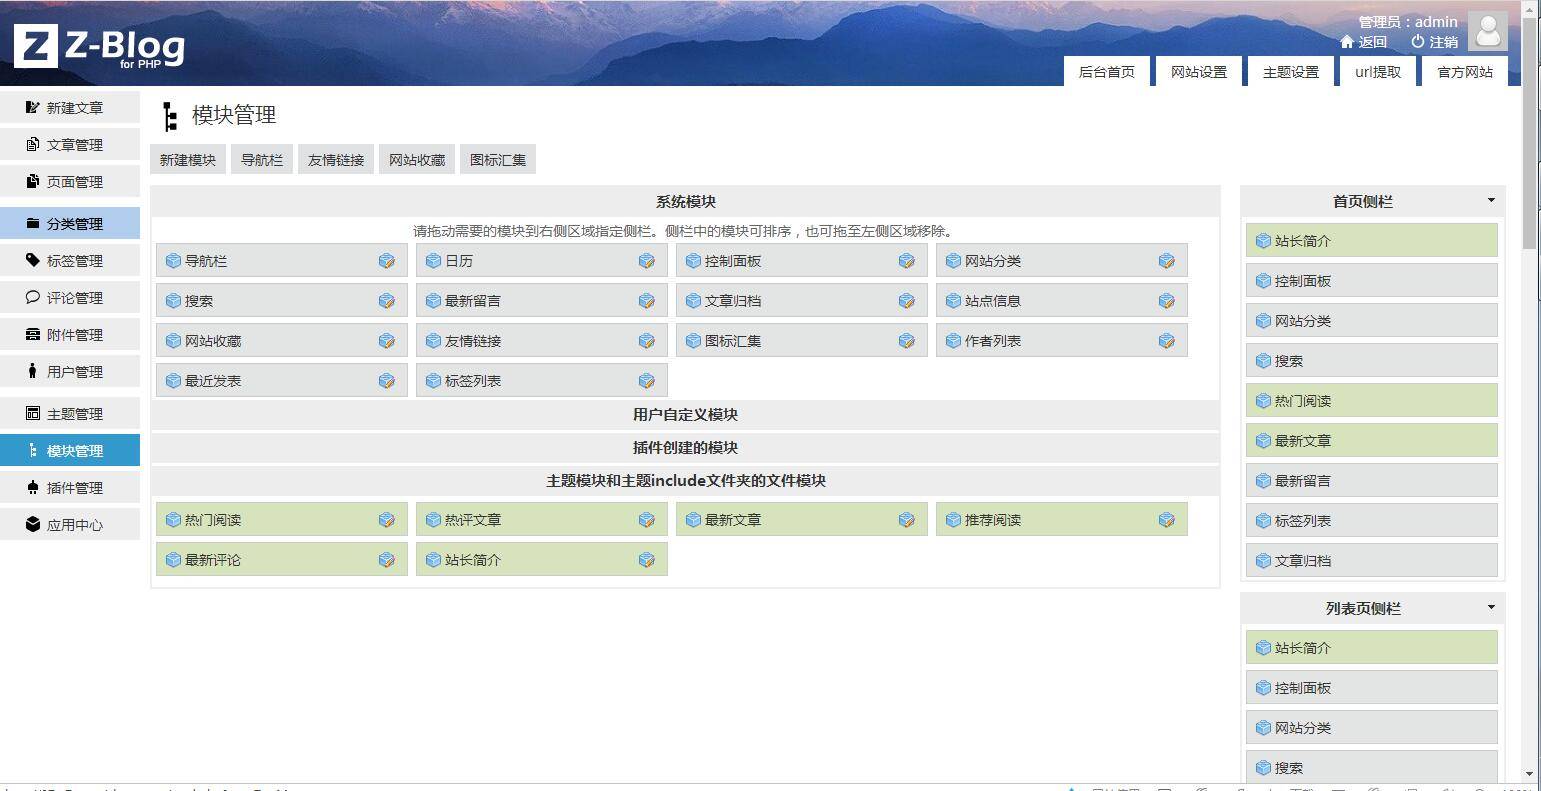 Z Z-Blog
for PHP
管理员：admin
返回 注销
后台首页 网站设置 主题设置 url提取 官方网站
新建文章
文章管理
页面管理
分类管理
标签管理
评论管理
附件管理
用户管理
主题管理
模块管理
插件管理
应用中心
模块管理
新建模块 导航栏 友情链接 网站收藏 图标汇集
系统模块
请拖动需要的模块到右侧区域指定侧栏。侧栏中的模块可排序，也可拖至左侧区域移除。
导航栏 日历 控制面板 网站分类
搜索 最新留言 文章归档 站点信息
网站收藏 友情链接 图标汇集 作者列表
最近发表 标签列表
用户自定义模块
插件创建的模块
主题模块和主题include文件夹的文件模块
热门阅读 热评文章 最新文章 推荐阅读
最新评论 站长简介
首页侧栏
站长简介
控制面板
网站分类
搜索
热门阅读
最新文章
最新留言
标签列表
文章归档
列表页侧栏
站长简介
控制面板
网站分类
搜索